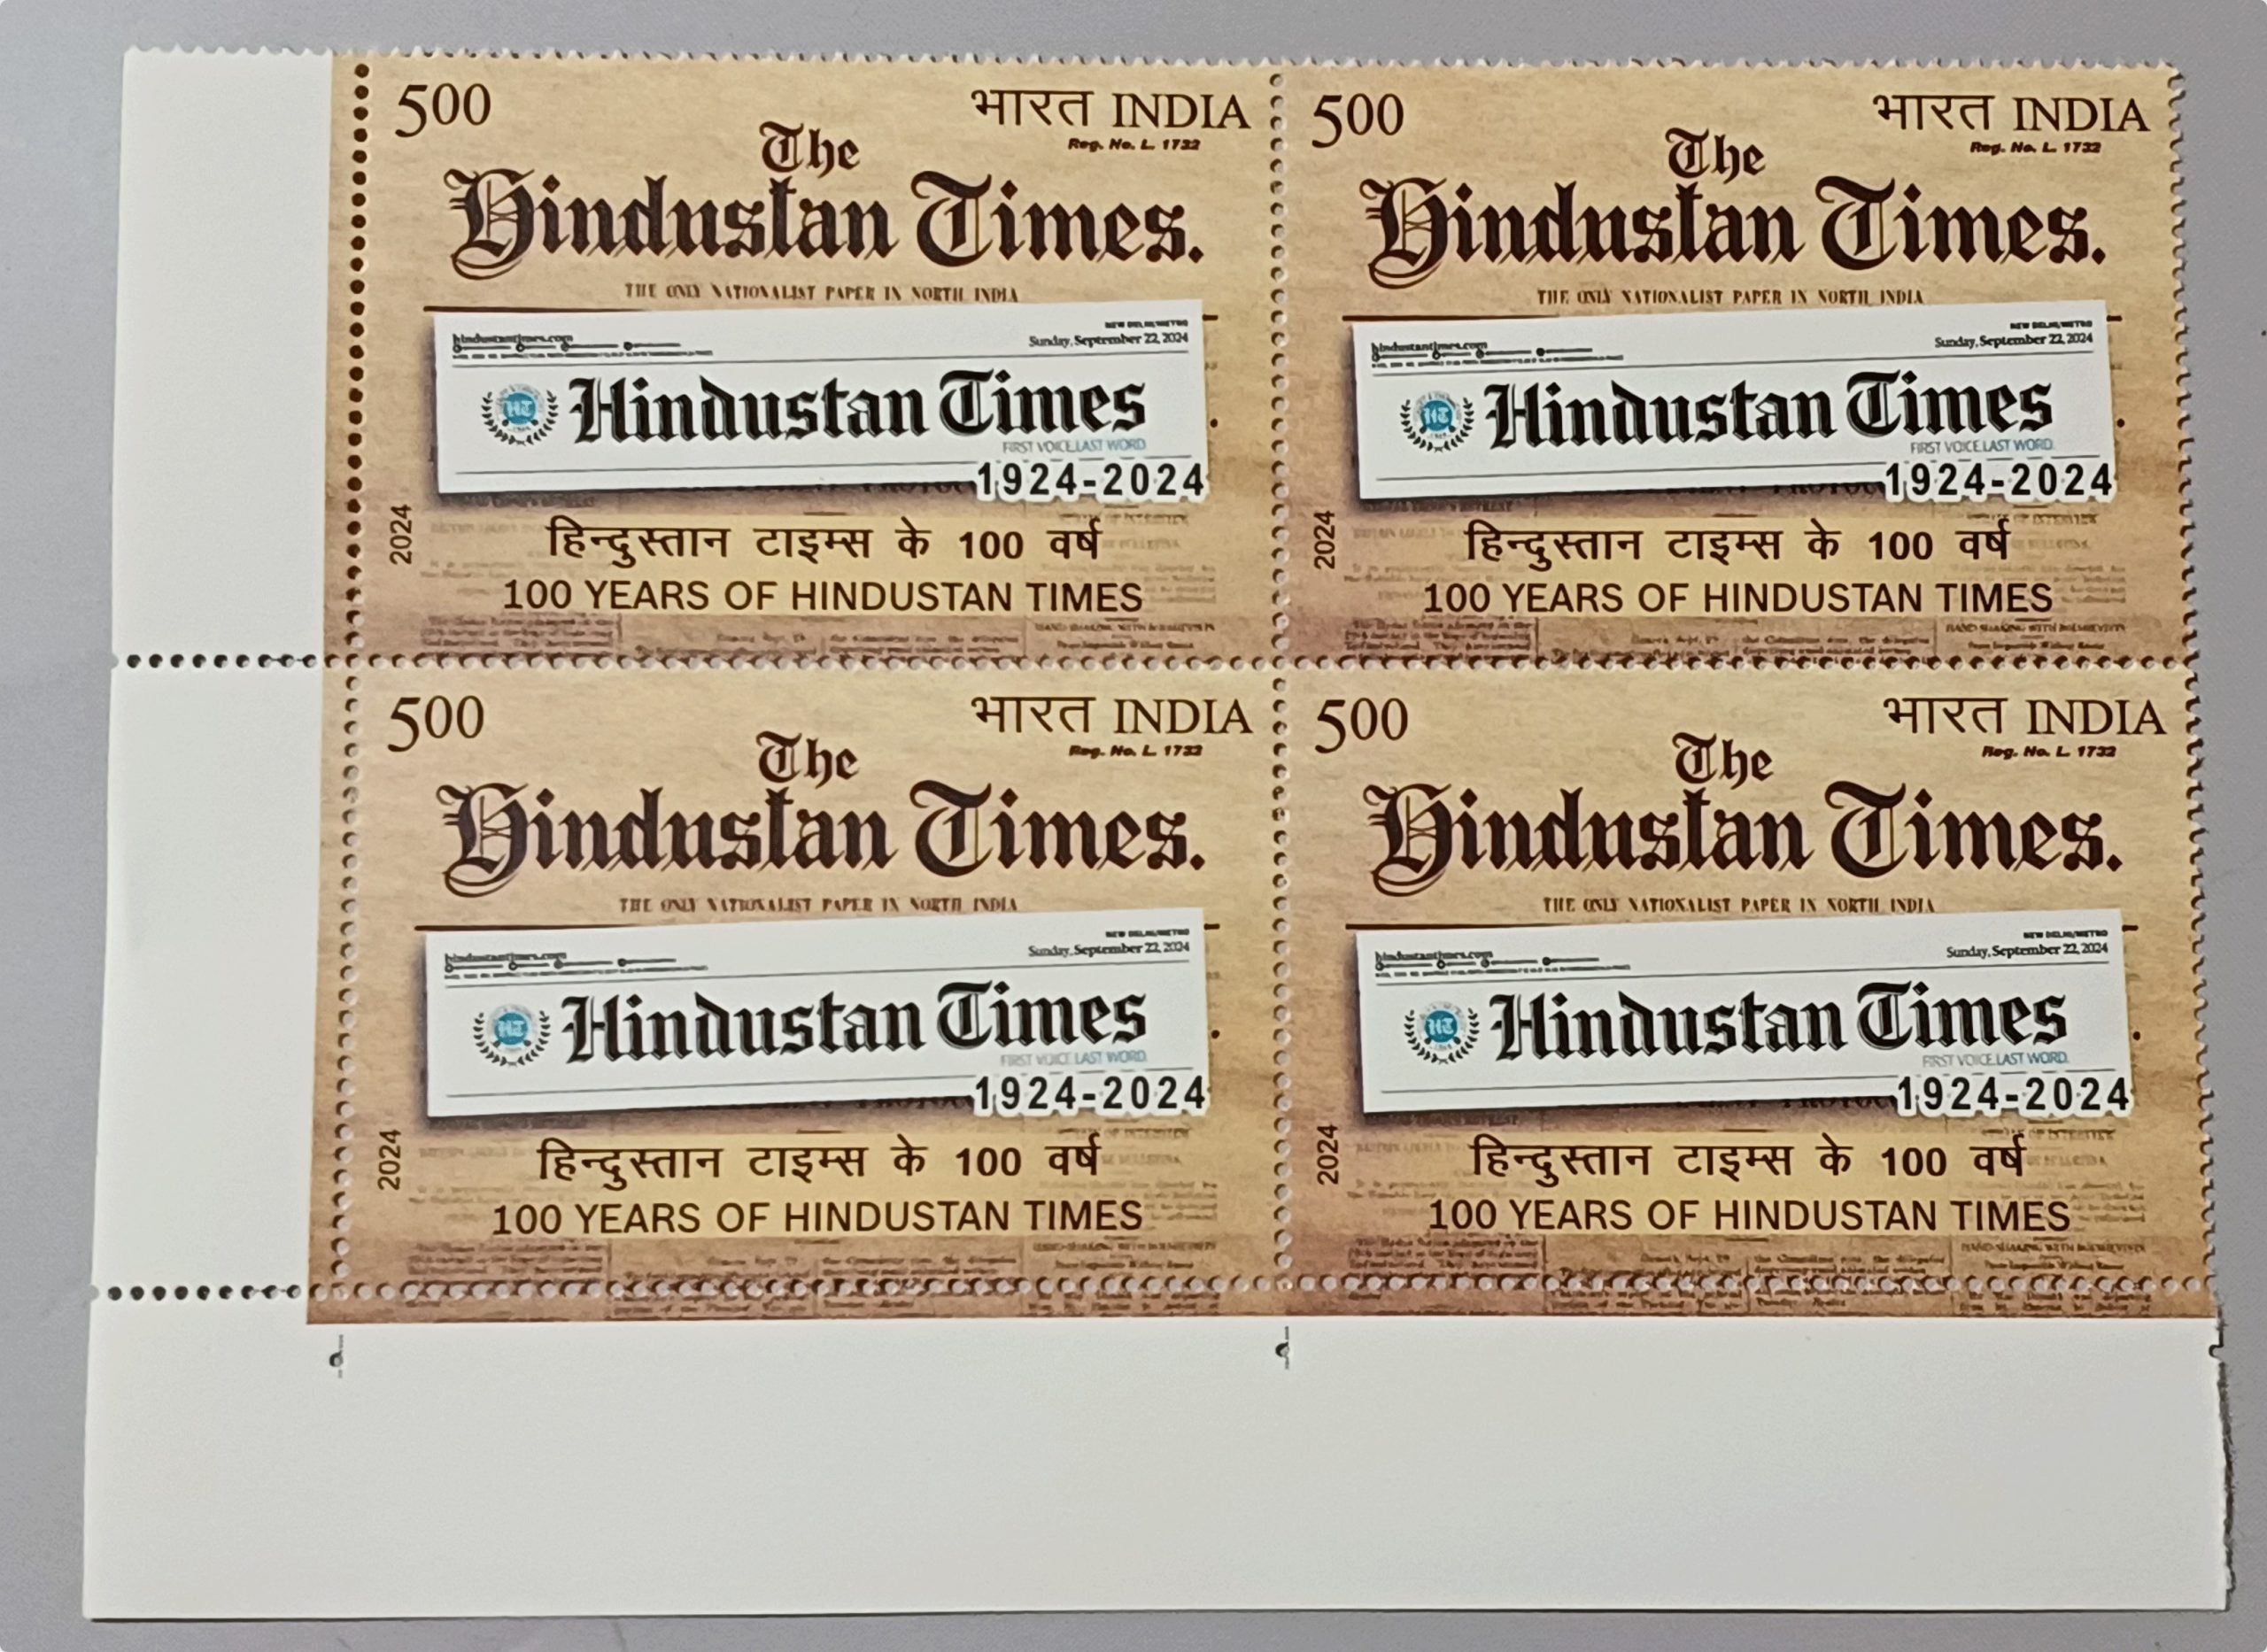 500
भारत INDIA
Reg. No. L. 1732
The
Hindustan Times.
THE ONLY NATIONALIST PAPER IN NORTH INDIA
hindustantimes.com
NEW DELHI/METRO
Sunday, September 22, 2024
HT
Hindustan Times
FIRST VOICE. LAST WORD.
1924-2024
2024
हिन्दुस्तान टाइम्स के 100 वर्ष
100 YEARS OF HINDUSTAN TIMES
500
भारत INDIA
Reg. No. L. 1732
The
Hindustan Times.
THE ONLY NATIONALIST PAPER IN NORTH INDIA
hindustantimes.com
NEW DELHI/METRO
Sunday, September 22, 2024
HT
Hindustan Times
FIRST VOICE. LAST WORD.
1924-2024
2024
हिन्दुस्तान टाइम्स के 100 वर्ष
100 YEARS OF HINDUSTAN TIMES
500
भारत INDIA
Reg. No. L. 1732
The
Hindustan Times.
THE ONLY NATIONALIST PAPER IN NORTH INDIA
hindustantimes.com
NEW DELHI/METRO
Sunday, September 22, 2024
HT
Hindustan Times
FIRST VOICE. LAST WORD.
1924-2024
2024
हिन्दुस्तान टाइम्स के 100 वर्ष
100 YEARS OF HINDUSTAN TIMES
500
भारत INDIA
Reg. No. L. 1732
The
Hindustan Times.
THE ONLY NATIONALIST PAPER IN NORTH INDIA
hindustantimes.com
NEW DELHI/METRO
Sunday, September 22, 2024
HT
Hindustan Times
FIRST VOICE. LAST WORD.
1924-2024
2024
हिन्दुस्तान टाइम्स के 100 वर्ष
100 YEARS OF HINDUSTAN TIMES